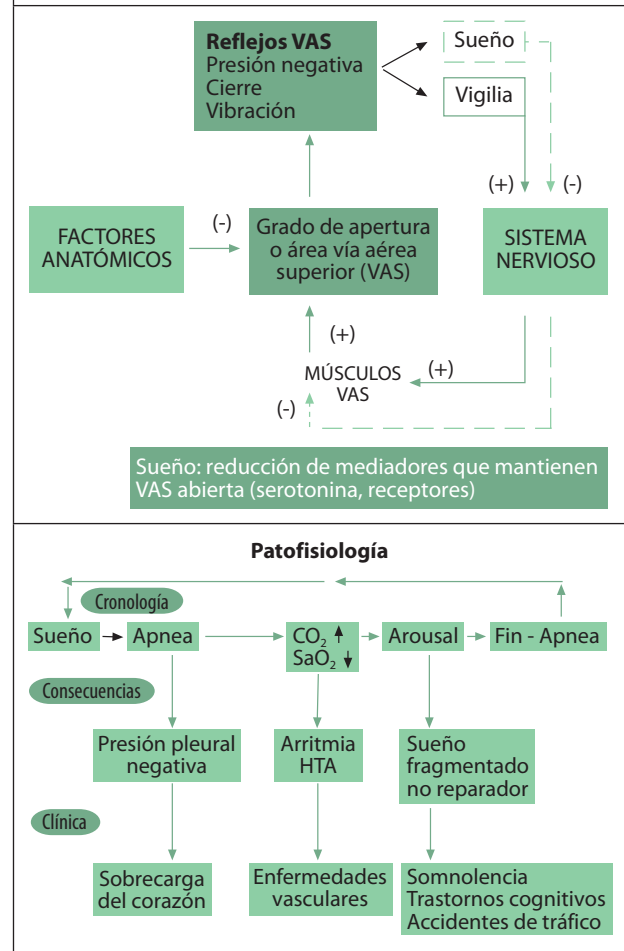 Reflejos VAS
Presión negativa
Cierre
Vibración
Sueño
Vigilia
(+)
(-)
FACTORES
ANATÓMICOS
(-)
Grado de apertura
o área vía aérea
superior (VAS)
SISTEMA
NERVIOSO
(+)
MÚSCULOS
VAS
(+)
(-)
Sueño: reducción de mediadores que mantienen
VAS abierta (serotonina, receptores)
Patofisiología
Cronología
Sueño
Apnea
CO₂
SaO₂
Arousal
Fin - Apnea
Consecuencias
Presión pleural
negativa
Arritmia
HTA
Sueño
fragmentado
no reparador
Clínica
Sobrecarga
del corazón
Enfermedades
vasculares
Somnolencia
Trastornos cognitivos
Accidentes de tráfico